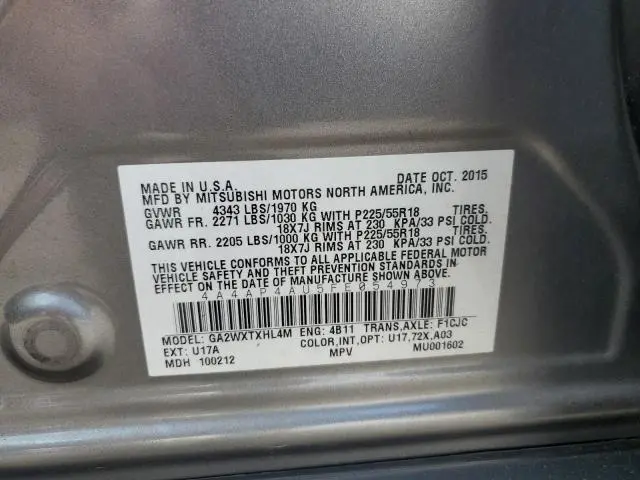 MADE IN U.S.A. DATE OCT. 2015
MFD BY MITSUBISHI MOTORS NORTH AMERICA, INC.
GVWR 4343 LBS/1970 KG
GAWR FR. 2271 LBS/1030 KG WITH P225/55R18 TIRES,
18X7J RIMS AT 230 KPA/33 PSI COLD.
GAWR RR. 2205 LBS/1000 KG WITH P225/55R18 TIRES,
18X7J RIMS AT 230 KPA/33 PSI COLD.
THIS VEHICLE CONFORMS TO ALL APPLICABLE FEDERAL MOTOR
VEHICLE SAFETY AND THEFT PREVENTION STANDARDS IN
EFFECT ON THE DATE OF MANUFACTURE SHOWN ABOVE.
4A4AP4AU5FE054973
MODEL: GA2WXTXHL4M ENG: 4B11 TRANS,AXLE: F1CJC
EXT: U17A COLOR,INT,OPT: U17,72X,A03
MDH 100212 MPV MU001602